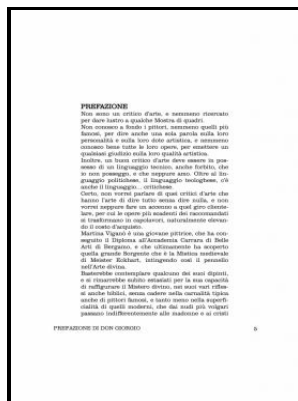 PREFAZIONE
Non sono un critico d'arte, e nemmeno ricercato
per dare lustro a qualche Mostra di quadri.
Non conosco a fondo i pittori, nemmeno quelli più
famosi, per dire anche una sola parola sulla loro
personalità e sulla loro dote artistica, e nemmeno
conosco bene tutte le loro opere, per emettere un
qualsiasi giudizio sulla loro qualità artistica.
Inoltre, un buon critico d'arte deve essere in pos-
sesso di un linguaggio tecnico, anche forbito, che
io non posseggo, e che neppure amo. Oltre al lin-
guaggio politichese, il linguaggio teologhese, c'è
anche il linguaggio... critichese.
Certo, non vorrei parlare di quei critici d'arte che
hanno l'arte di dire tutto senza dire nulla, e non
vorrei neppure fare un accenno a quel giro cliente-
lare, per cui le opere più scadenti dei raccomandati
si trasformano in capolavori, naturalmente elevan-
do il costo d'acquisto.
Martina Viganò è una giovane pittrice, che ha con-
seguito il Diploma all'Accademia Carrara di Belle
Arti di Bergamo, e che ultimamente ha scoperto
quella grande Sorgente che è la Mistica medievale
di Meister Eckhart, intingendo così il pennello
nell'Arte divina.
Basterebbe contemplare qualcuno dei suoi dipinti,
e si rimarrebbe subito estasiati per la sua capacità
di raffigurare il Mistero divino, nei suoi vari rifles-
si anche biblici, senza cadere nella carnalità tipica
anche di pittori famosi, e tanto meno nella superfi-
cialità di quelli moderni, che dai nudi più volgari
passano indifferentemente alle madonne e ai cristi
PREFAZIONE DI DON GIORGIO 5